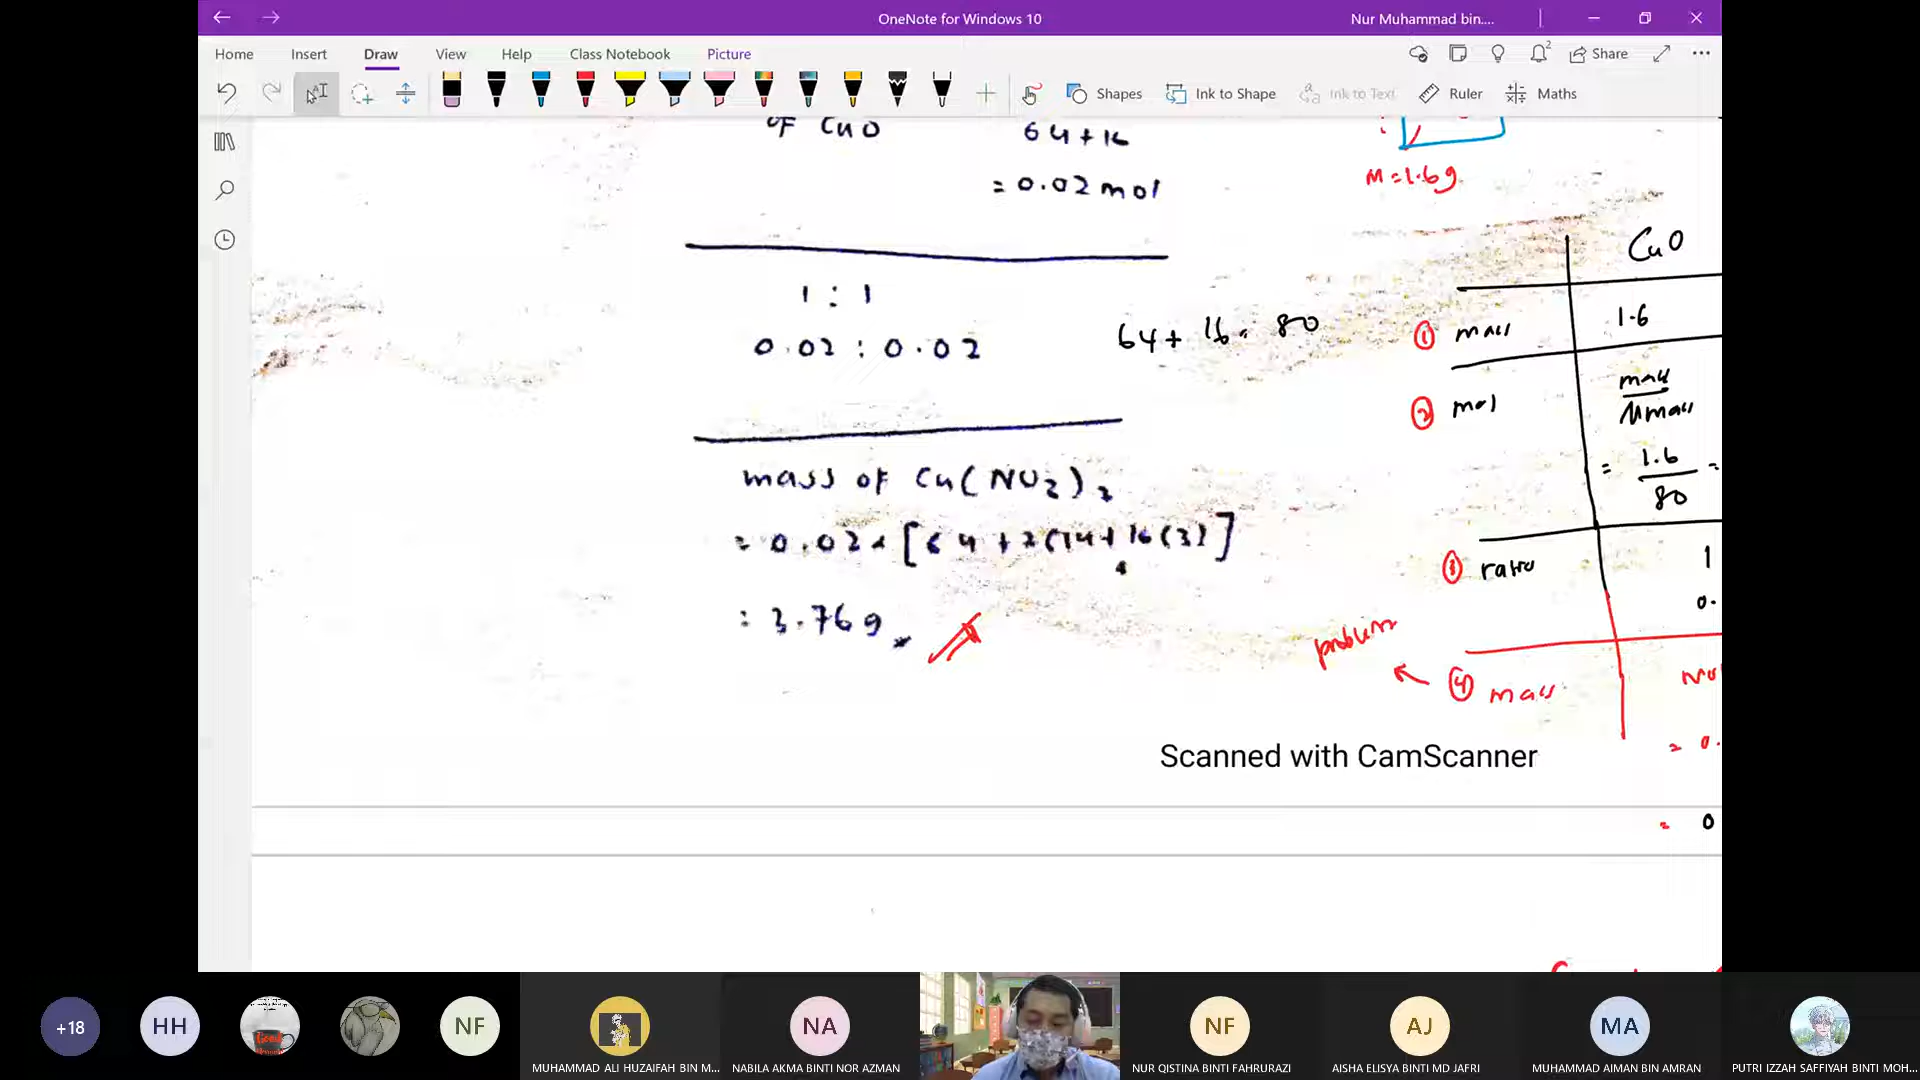 OneNote for Windows 10
Nur Muhammad bin....
Home Insert Draw View Help Class Notebook Picture
2
Share
Shapes
Ink to Shape
Ink to Text
Ruler
Maths
of CuO
64+16
= 0.02 mol
1 : 1
0.02 : 0.02
64+ 16 = 80
mass of Cu(NO3)2
= 0.02 × [64 + 2(14+16(3)]
= 3.76 g
M=1.6g
CuO
① mass 1.6
② mol mass
Mmass
= 1.6
80 =
③ ratio 1
0.
problem
④ mass
= 0.
= 0
Scanned with CamScanner
+18
HH
NF
MUHAMMAD ALI HUZAIFAH BIN M...
NA
NABILA AKMA BINTI NOR AZMAN
NF
NUR QISTINA BINTI FAHRURAZI
AJ
AISHA ELISYA BINTI MD JAFRI
MA
MUHAMMAD AIMAN BIN AMRAN
PUTRI IZZAH SAFFIYAH BINTI MOH...